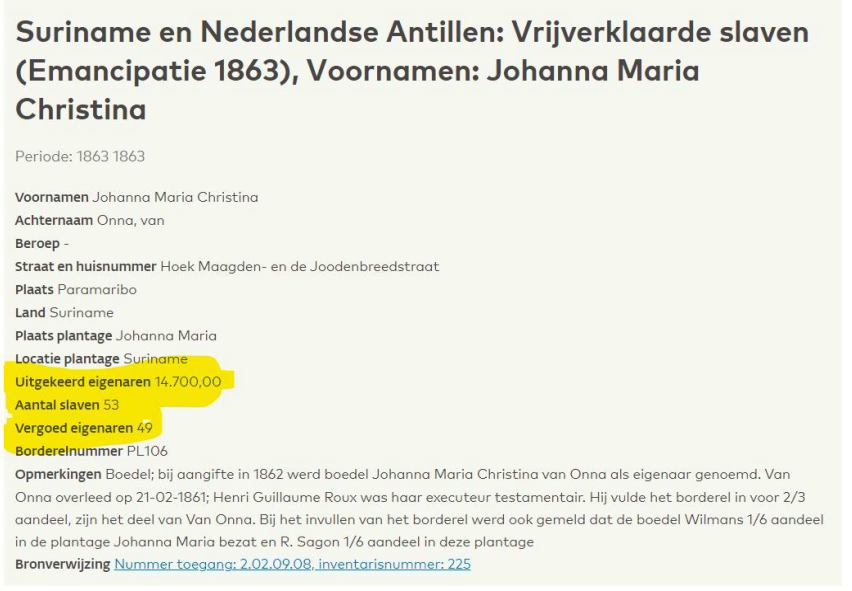 Suriname en Nederlandse Antillen: Vrijverklaarde slaven
(Emancipatie 1863), Voornamen: Johanna Maria
Christina
Periode: 1863 1863
Voornamen Johanna Maria Christina
Achternaam Onna, van
Beroep -
Straat en huisnummer Hoek Maagden- en de Joodenbreedstraat
Plaats Paramaribo
Land Suriname
Plaats plantage Johanna Maria
Locatie plantage Suriname
Uitgekeerd eigenaren 14.700,00
Aantal slaven 53
Vergoed eigenaren 49
Borderelnummer PL106
Opmerkingen Boedel; bij aangifte in 1862 werd boedel Johanna Maria Christina van Onna als eigenaar genoemd. Van
Onna overleed op 21-02-1861; Henri Guillaume Roux was haar executeur testamentair. Hij vulde het borderel in voor 2/3
aandeel, zijn het deel van Van Onna. Bij het invullen van het borderel werd ook gemeld dat de boedel Wilmans 1/6 aandeel
in de plantage Johanna Maria bezat en R. Sagon 1/6 aandeel in deze plantage
Bronverwijzing Nummer toegang: 2.02.09.08, inventarisnummer: 225